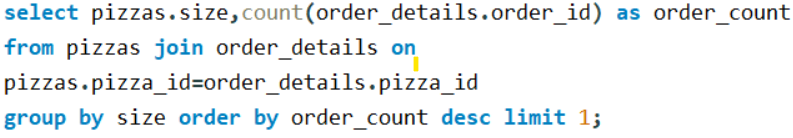 select pizzas.size,count(order_details.order_id) as order_count
from pizzas join order_details on
pizzas.pizza_id=order_details.pizza_id
group by size order by order_count desc limit 1;